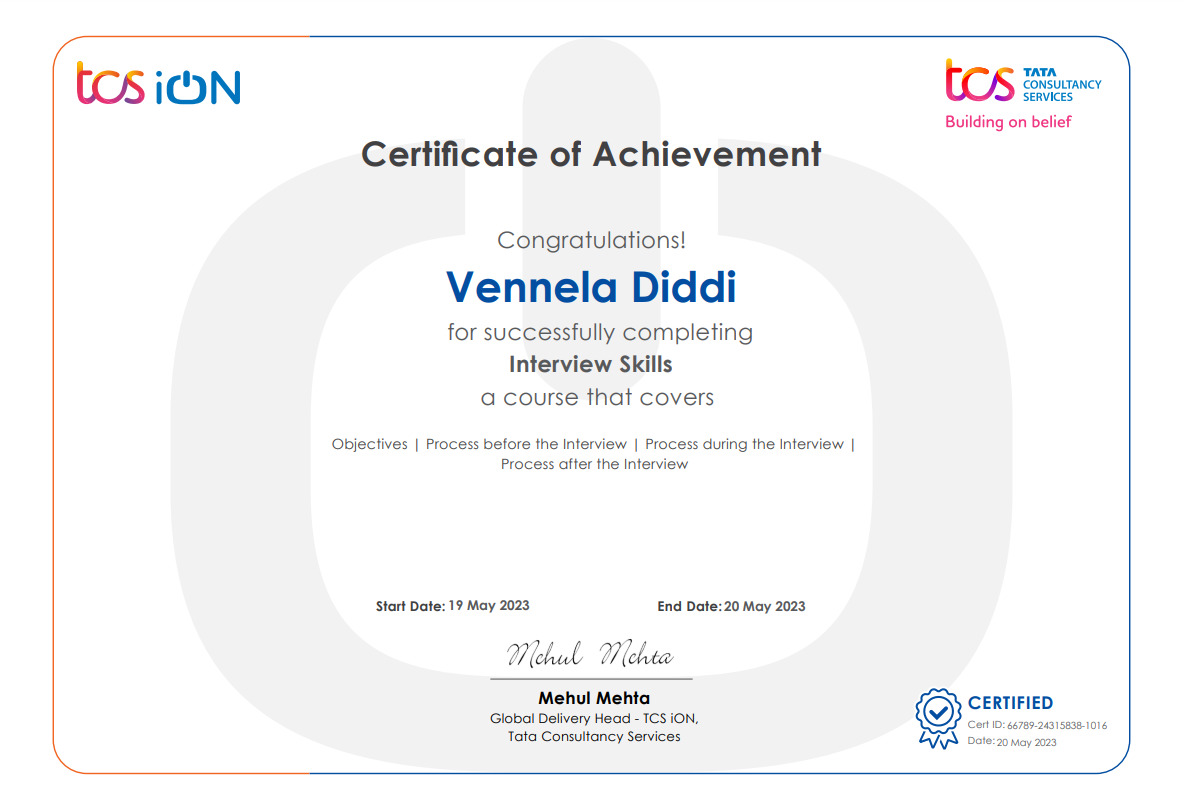 tcs iON
tcs TATA
CONSULTANCY
SERVICES
Building on belief
Certificate of Achievement
Congratulations!
Vennela Diddi
for successfully completing
Interview Skills
a course that covers
Objectives | Process before the Interview | Process during the Interview |
Process after the Interview
Start Date: 19 May 2023 End Date: 20 May 2023
Mehul Mehta
Mehul Mehta
Global Delivery Head - TCS iON,
Tata Consultancy Services
CERTIFIED
Cert ID: 66789-24315838-1016
Date: 20 May 2023